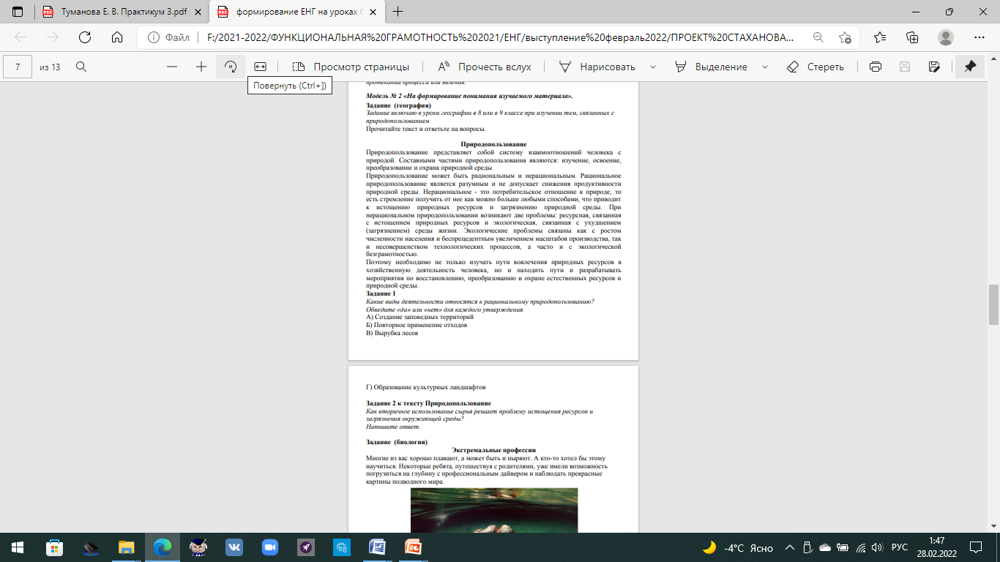 Туманова Е. В. Практикум 3.pdf
формирование ЕНГ на уроках б
Файл
F:/2021-2022/ФУНКЦИОНАЛЬНАЯ%20ГРАМОТНОСТЬ%202021/ЕНГ/выступление%20февраль2022/ПРОЕКТ%20СТАХАНОВА...
7 из 13
Просмотр страницы
Прочесть вслух
Нарисовать
Выделение
Стереть
Повернуть (Ctrl+])
протекании процесса или явления.
Модель № 2 «На формирование понимания изучаемого материала».
Задание (география)
Задание включаю в уроки географии в 8 или в 9 классе при изучении тем, связанных с
природопользованием
Прочитайте текст и ответьте на вопросы.
Природопользование
Природопользование представляет собой систему взаимоотношений человека с
природой. Составными частями природопользования являются: изучение, освоение,
преобразование и охрана природной среды.
Природопользование может быть рациональным и нерациональным. Рациональное
природопользование является разумным и не допускает снижения продуктивности
природной среды. Нерациональное - это потребительское отношение к природе, то
есть стремление получить от нее как можно больше любыми способами, что приводит
к истощению природных ресурсов и загрязнению природной среды. При
нерациональном природопользовании возникают две проблемы: ресурсная, связанная
с истощением природных ресурсов и экологическая, связанная с ухудшением
(загрязнением) среды жизни. Экологические проблемы связаны как с ростом
численности населения и беспрецедентным увеличением масштабов производства, так
и несовершенством технологических процессов, а часто и с экологической
безграмотностью.
Поэтому необходимо не только изучать пути вовлечения природных ресурсов в
хозяйственную деятельность человека, но и находить пути и разрабатывать
мероприятия по восстановлению, преобразованию и охране естественных ресурсов и
природной среды.
Задание 1
Какие виды деятельности относятся к рациональному природопользованию?
Обведите «да» или «нет» для каждого утверждения
А) Создание заповедных территорий
Б) Повторное применение отходов
В) Вырубка лесов
Г) Образование культурных ландшафтов
Задание 2 к тексту Природопользование
Как вторичное использование сырья решает проблему истощения ресурсов и
загрязнения окружающей среды?
Напишите ответ.
Задание (биология)
Экстремальные профессии
Многие из вас хорошо плавают, а может быть и ныряют. А кто-то хотел бы этому
научиться. Некоторые ребята, путешествуя с родителями, уже имели возможность
погрузиться на глубину с профессиональным дайвером и наблюдать прекрасные
картины подводного мира.
-4°C Ясно
РУС
1:47
28.02.2022